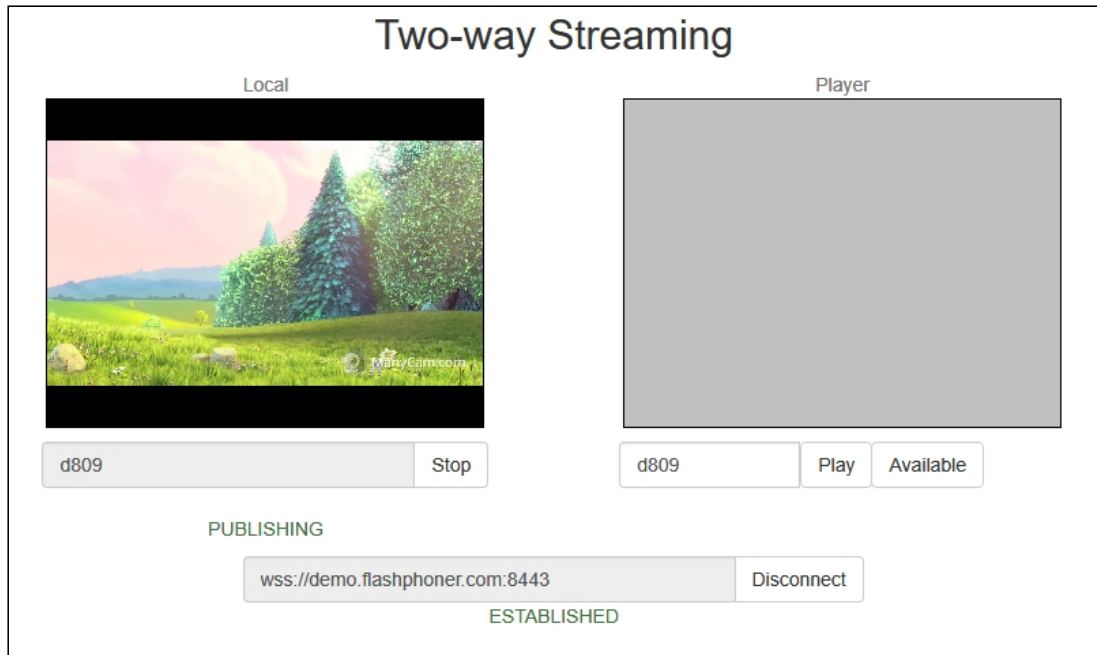 Two-way Streaming
Local
Player
ManyCam.com
d809
Stop
d809
Play
Available
PUBLISHING
wss://demo.flashphoner.com:8443
Disconnect
ESTABLISHED